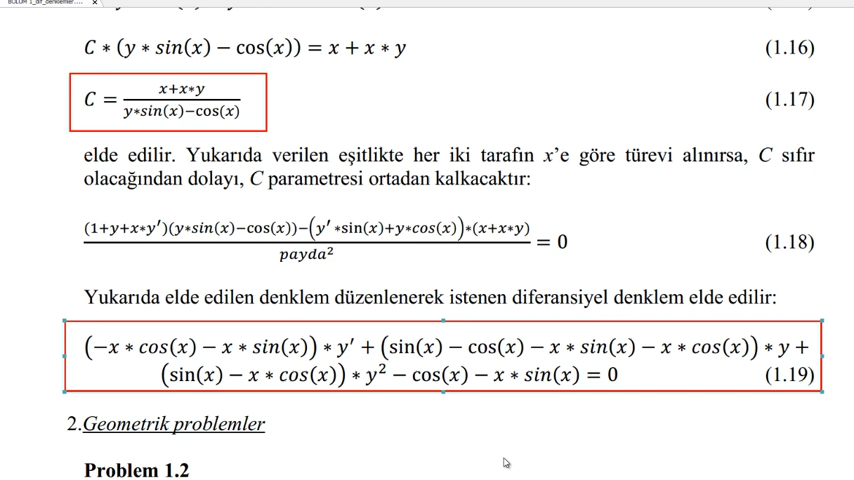 BÖLÜM 1_dif_denklemler....
C ∗ (y ∗ sin(x) − cos(x)) = x + x ∗ y (1.16)
C = (x+x∗y)/(y∗sin(x)−cos(x)) (1.17)
elde edilir. Yukarıda verilen eşitlikte her iki tarafın x’e göre türevi alınırsa, C sıfır
olacağından dolayı, C parametresi ortadan kalkacaktır:
((1+y+x∗y′)(y∗sin(x)−cos(x))−(y′∗sin(x)+y∗cos(x))∗(x+x∗y))/payda² = 0 (1.18)
Yukarıda elde edilen denklem düzenlenerek istenen diferansiyel denklem elde edilir:
(−x ∗ cos(x) − x ∗ sin(x)) ∗ y′ + (sin(x) − cos(x) − x ∗ sin(x) − x ∗ cos(x)) ∗ y +
(sin(x) − x ∗ cos(x)) ∗ y² − cos(x) − x ∗ sin(x) = 0 (1.19)
2.Geometrik problemler
Problem 1.2